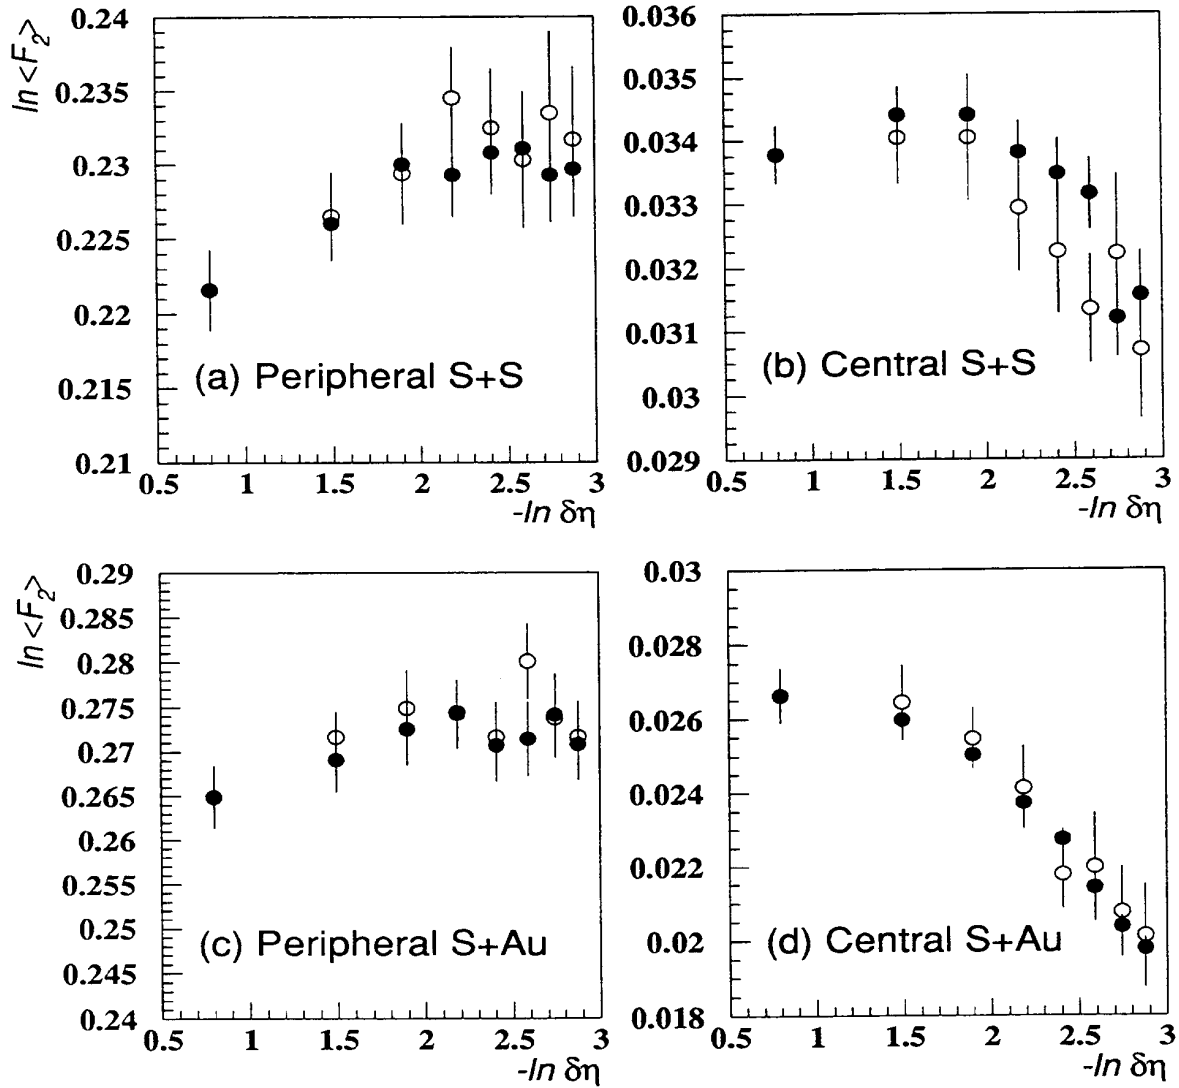 ln <F2>
0.24
0.235
0.23
0.225
0.22
0.215
0.21
(a) Peripheral S+S
0.5 1 1.5 2 2.5 3
-ln δη
0.036
0.035
0.034
0.033
0.032
0.031
0.03
0.029
(b) Central S+S
0.5 1 1.5 2 2.5 3
-ln δη
ln <F2>
0.29
0.285
0.28
0.275
0.27
0.265
0.26
0.255
0.25
0.245
0.24
(c) Peripheral S+Au
0.5 1 1.5 2 2.5 3
-ln δη
0.03
0.028
0.026
0.024
0.022
0.02
0.018
(d) Central S+Au
0.5 1 1.5 2 2.5 3
-ln δη